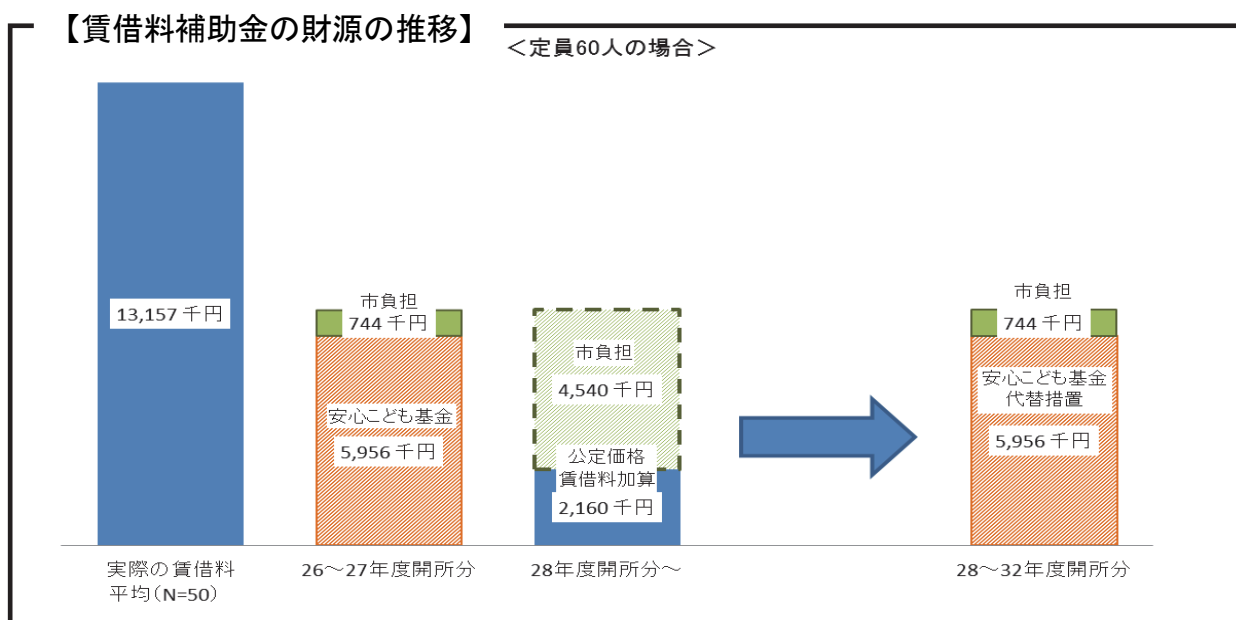 【賃借料補助金の財源の推移】
＜定員60人の場合＞
13,157 千円
実際の賃借料
平均（N=50）
市負担
744 千円
安心こども基金
5,956 千円
26～27年度開所分
市負担
4,540 千円
公定価格
賃借料加算
2,160 千円
28年度開所分～
市負担
744 千円
安心こども基金
代替措置
5,956 千円
28～32年度開所分